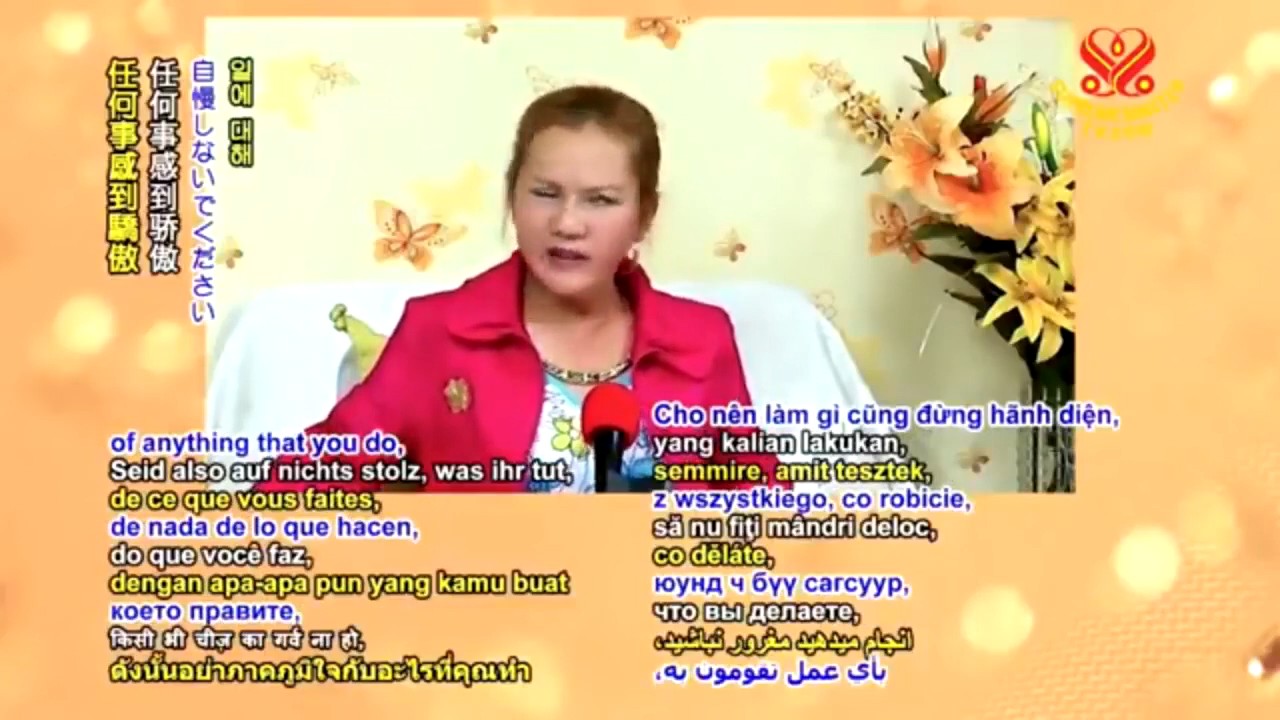 任何事感到驕傲
任何事感到骄傲
自慢しないでください
일에 대해
of anything that you do,
Seid also auf nichts stolz, was ihr tut,
de ce que vous faites,
de nada de lo que hacen,
do que você faz,
dengan apa-apa pun yang kamu buat
което правите,
किसी भी चीज़ का गर्व ना हो,
ดังนั้นอย่าภาคภูมิใจกับอะไรที่คุณทำ
Cho nên làm gì cũng đừng hãnh diện,
yang kalian lakukan,
semmire, amit tesztek,
z wszystkiego, co robicie,
să nu fiţi mândri deloc,
co děláte,
юунд ч бүү сагсуур,
что вы делаете,
انجام میدهید مغرور نباشید،
بأي عمل تقومون به،